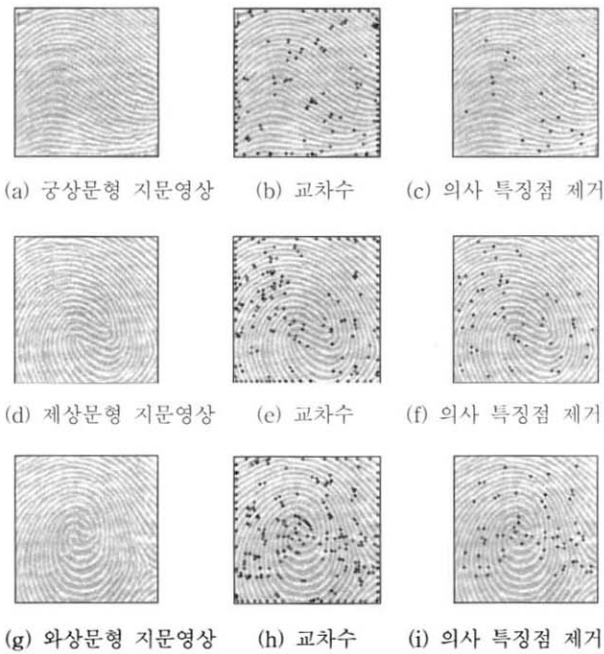 (a) 궁상문형 지문영상 (b) 교차수 (c) 의사 특징점 제거
(d) 제상문형 지문영상 (e) 교차수 (f) 의사 특징점 제거
(g) 와상문형 지문영상 (h) 교차수 (i) 의사 특징점 제거